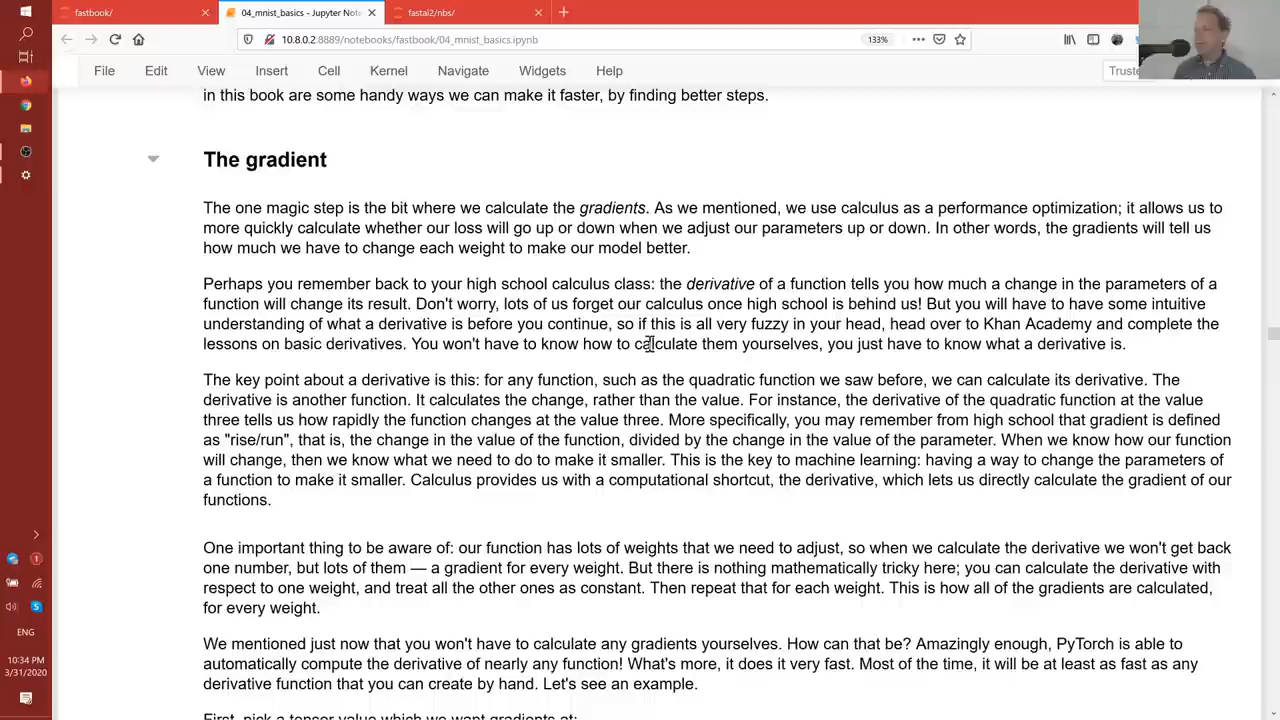 fastbook/
04_mnist_basics - Jupyter Not
fastai2/nbs/
10.8.0.2:8889/notebooks/fastbook/04_mnist_basics.ipynb
133%
File Edit View Insert Cell Kernel Navigate Widgets Help
Truste
in this book are some handy ways we can make it faster, by finding better steps.
The gradient
The one magic step is the bit where we calculate the gradients. As we mentioned, we use calculus as a performance optimization; it allows us to
more quickly calculate whether our loss will go up or down when we adjust our parameters up or down. In other words, the gradients will tell us
how much we have to change each weight to make our model better.
Perhaps you remember back to your high school calculus class: the derivative of a function tells you how much a change in the parameters of a
function will change its result. Don't worry, lots of us forget our calculus once high school is behind us! But you will have to have some intuitive
understanding of what a derivative is before you continue, so if this is all very fuzzy in your head, head over to Khan Academy and complete the
lessons on basic derivatives. You won't have to know how to calculate them yourselves, you just have to know what a derivative is.
The key point about a derivative is this: for any function, such as the quadratic function we saw before, we can calculate its derivative. The
derivative is another function. It calculates the change, rather than the value. For instance, the derivative of the quadratic function at the value
three tells us how rapidly the function changes at the value three. More specifically, you may remember from high school that gradient is defined
as "rise/run", that is, the change in the value of the function, divided by the change in the value of the parameter. When we know how our function
will change, then we know what we need to do to make it smaller. This is the key to machine learning: having a way to change the parameters of
a function to make it smaller. Calculus provides us with a computational shortcut, the derivative, which lets us directly calculate the gradient of our
functions.
One important thing to be aware of: our function has lots of weights that we need to adjust, so when we calculate the derivative we won't get back
one number, but lots of them — a gradient for every weight. But there is nothing mathematically tricky here; you can calculate the derivative with
respect to one weight, and treat all the other ones as constant. Then repeat that for each weight. This is how all of the gradients are calculated,
for every weight.
We mentioned just now that you won't have to calculate any gradients yourselves. How can that be? Amazingly enough, PyTorch is able to
automatically compute the derivative of nearly any function! What's more, it does it very fast. Most of the time, it will be at least as fast as any
derivative function that you can create by hand. Let's see an example.
First, pick a tensor value which we want gradients at:
ENG
10:34 PM
3/31/2020